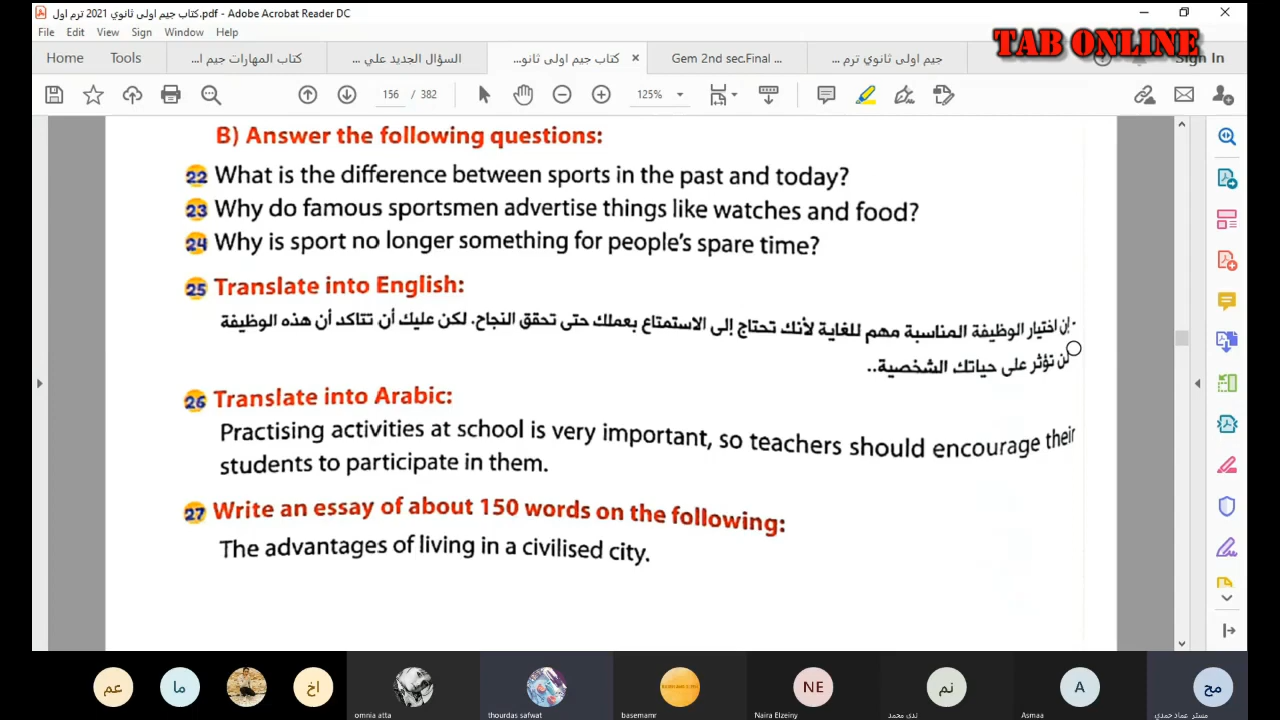 كتاب جيم اولى ثانوي 2021 ترم اول.pdf - Adobe Acrobat Reader DC
File Edit View Sign Window Help
TAB ONLINE
Home Tools كتاب المهارات جيم ا... السؤال الجديد علي ... كتاب جيم اولى ثانو... × Gem 2nd sec.Final ... جيم اولى ثانوي ترم ... Sign In
156 / 382 125%
B) Answer the following questions:
22 What is the difference between sports in the past and today?
23 Why do famous sportsmen advertise things like watches and food?
24 Why is sport no longer something for people's spare time?
25 Translate into English:
- إن اختيار الوظيفة المناسبة مهم للغاية لأنك تحتاج إلى الاستمتاع بعملك حتى تحقق النجاح. لكن عليك أن تتأكد أن هذه الوظيفة
لن تؤثر على حياتك الشخصية..
26 Translate into Arabic:
Practising activities at school is very important, so teachers should encourage their
students to participate in them.
27 Write an essay of about 150 words on the following:
The advantages of living in a civilised city.
عم ما اخ NE نم A مح
omnia atta thourdas safwat basemamr Naira Elzeiny ندى محمد Asmaa مستر عماد حمدي